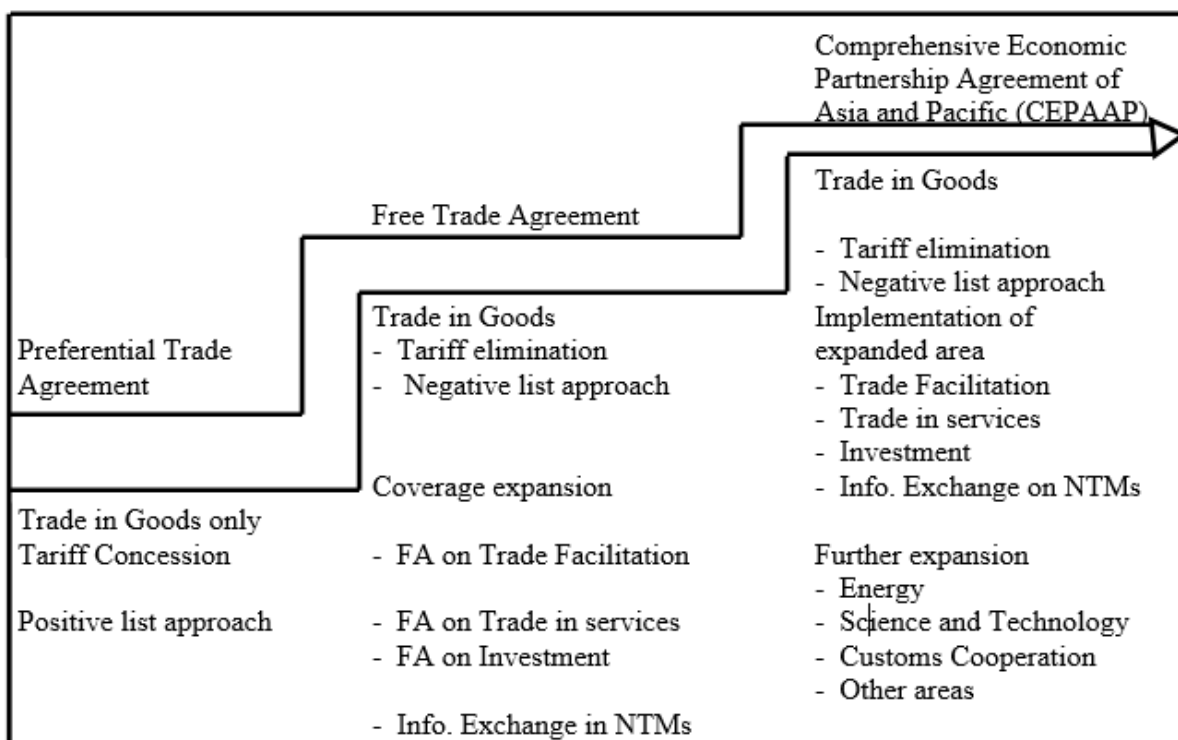 Preferential Trade
Agreement
Trade in Goods only
Tariff Concession
Positive list approach
Free Trade Agreement
Trade in Goods
- Tariff elimination
- Negative list approach
Coverage expansion
- FA on Trade Facilitation
- FA on Trade in services
- FA on Investment
- Info. Exchange in NTMs
Comprehensive Economic
Partnership Agreement of
Asia and Pacific (CEPAAP)
Trade in Goods
- Tariff elimination
- Negative list approach
Implementation of
expanded area
- Trade Facilitation
- Trade in services
- Investment
- Info. Exchange on NTMs
Further expansion
- Energy
- Science and Technology
- Customs Cooperation
- Other areas